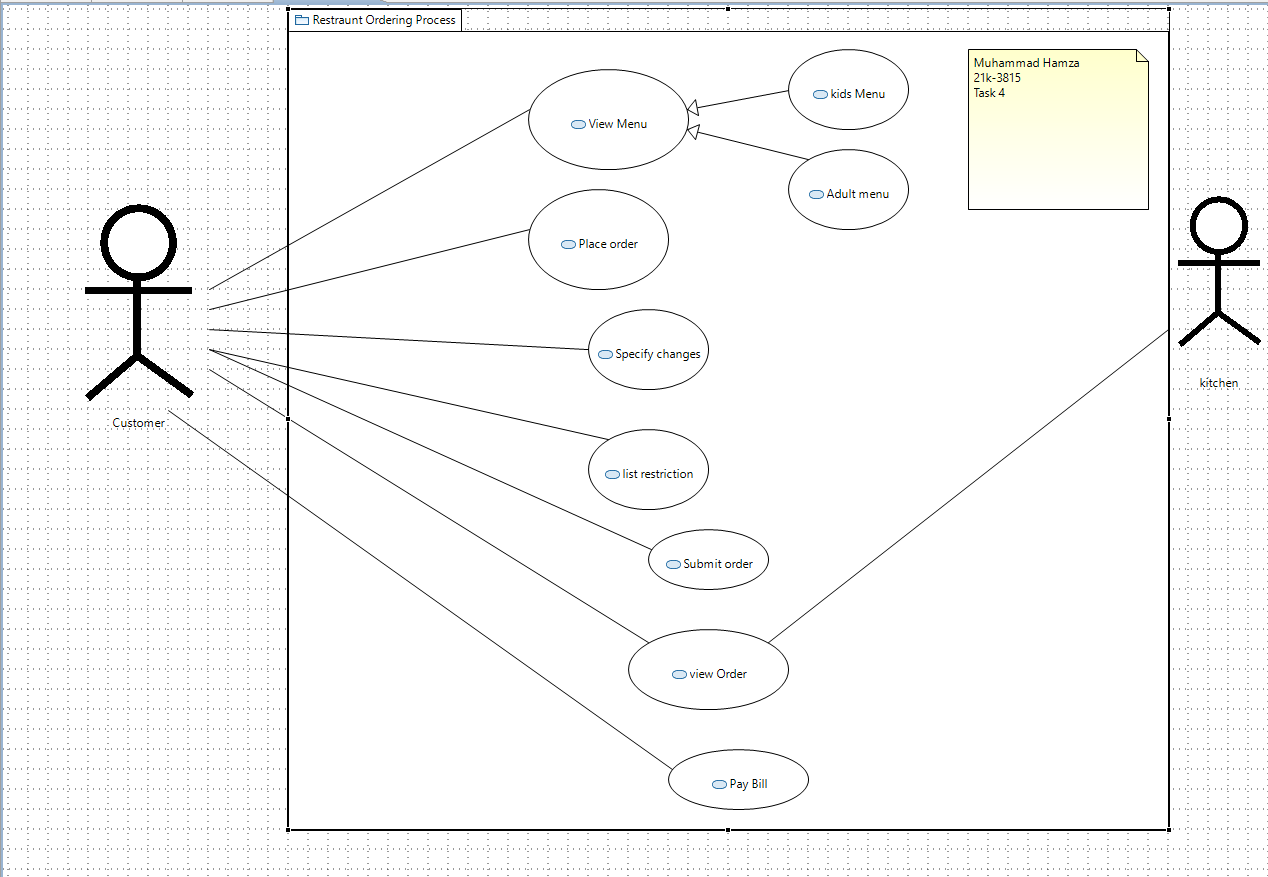 Restraunt Ordering Process
Muhammad Hamza
21k-3815
Task 4
View Menu
kids Menu
Adult menu
Place order
Specify changes
list restriction
Submit order
view Order
Pay Bill
Customer
kitchen